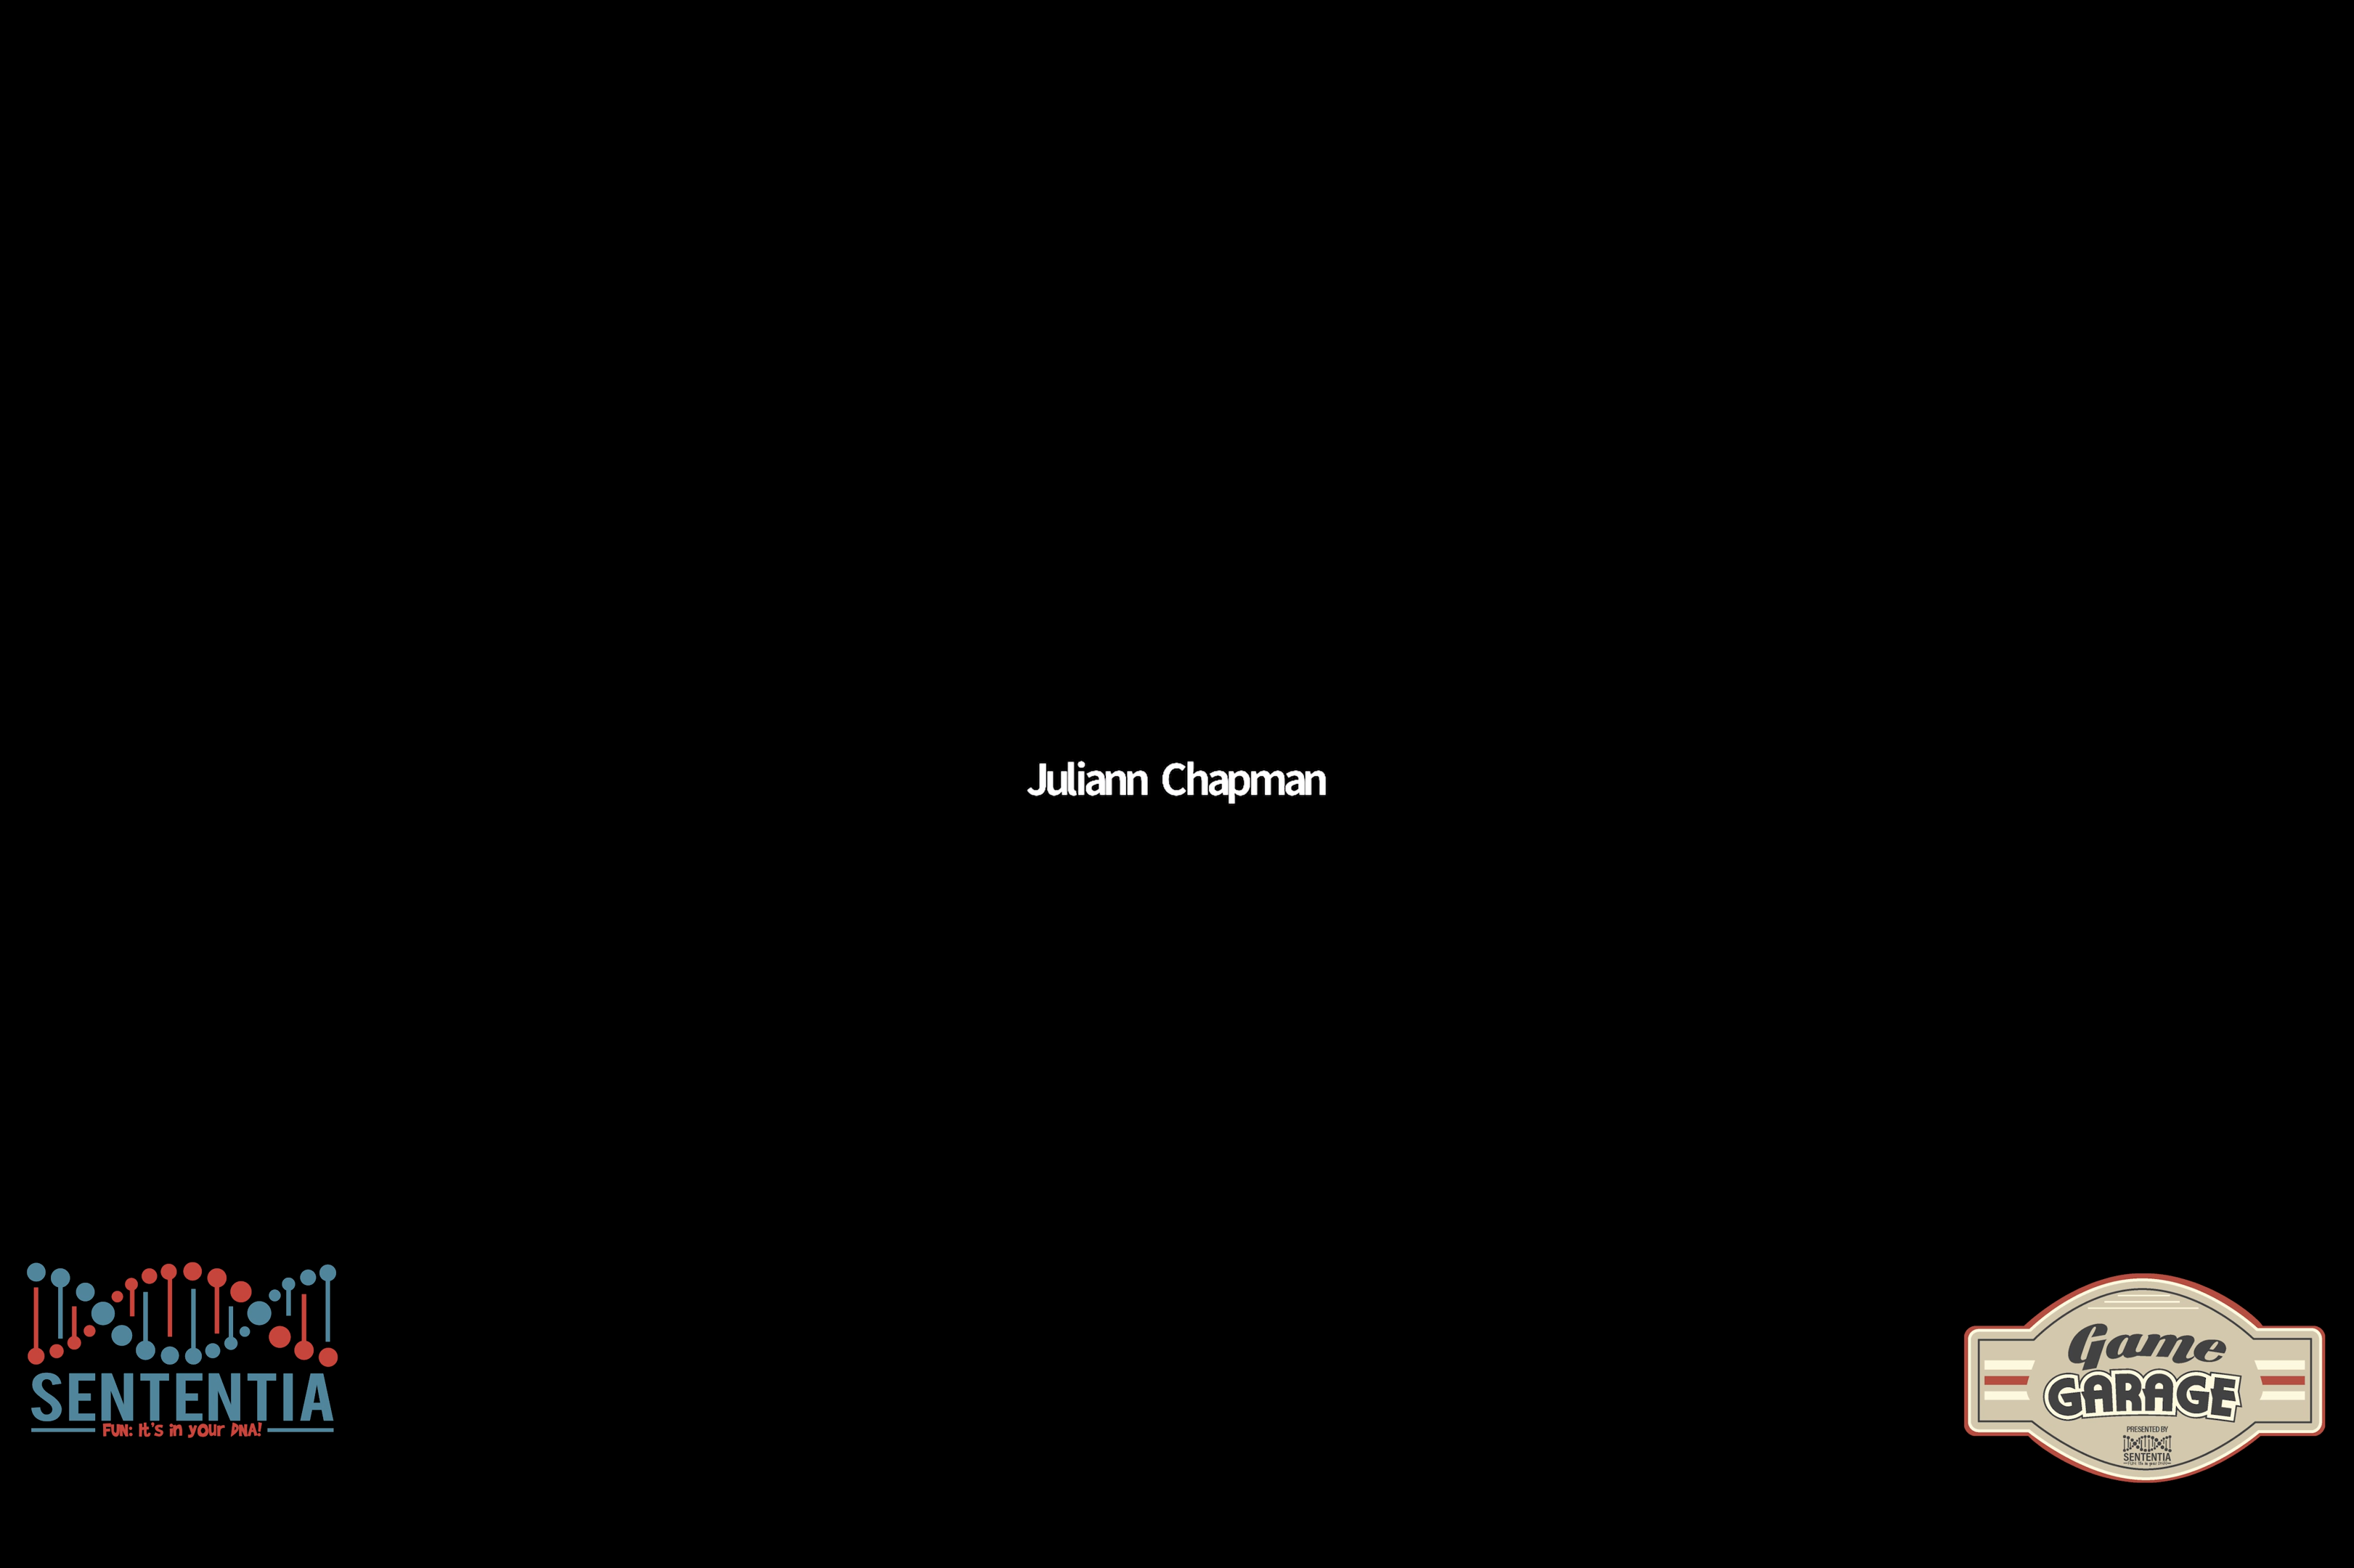 Juliann Chapman
SENTENTIA
FUN: It's in your DNA!
Game
GARAGE
PRESENTED BY
SENTENTIA